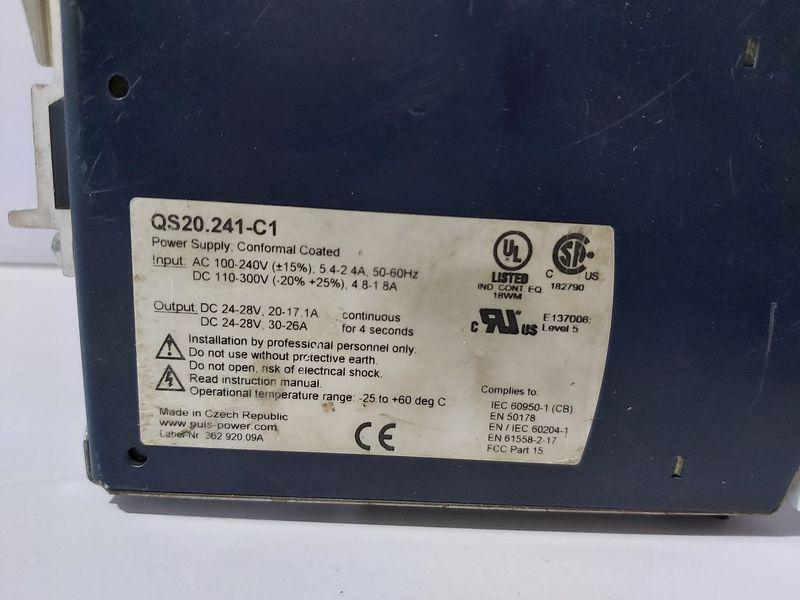 QS20.241-C1
Power Supply; Conformal Coated
Input: AC 100-240V (±15%), 5.4-2.4A, 50-60Hz
DC 110-300V (-20% +25%), 4.8-1.8A
Output: DC 24-28V, 20-17.1A continuous
DC 24-28V, 30-26A for 4 seconds
Installation by professional personnel only.
Do not use without protective earth.
Do not open, risk of electrical shock.
Read instruction manual.
Operational temperature range: -25 to +60 deg C
Made in Czech Republic
www.puls-power.com
Label-Nr. 362 920.09A
CE
UL
LISTED
IND CONT EQ.
18WM
SA
C US
182790
c RU us
E137006;
Level 5
Complies to:
IEC 60950-1 (CB)
EN 50178
EN / IEC 60204-1
EN 61558-2-17
FCC Part 15